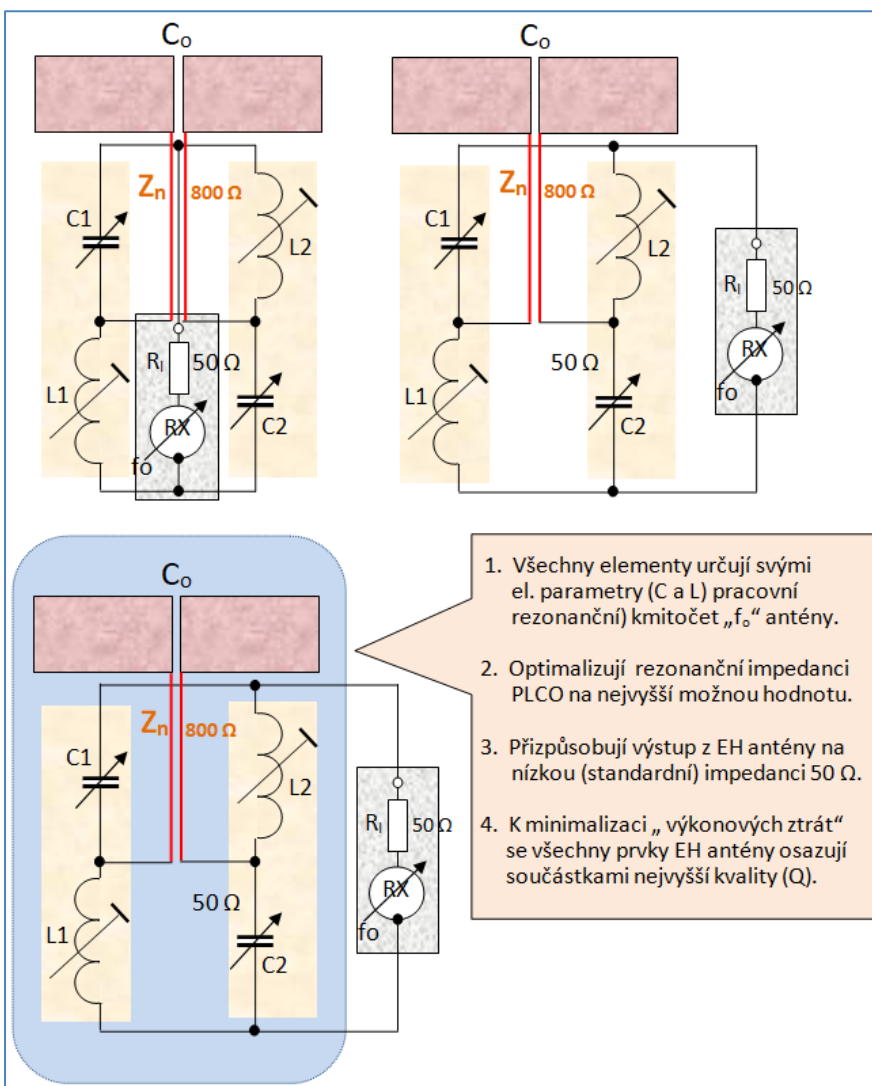 Cₒ
Zₙ 800 Ω
C1
L2
Rᵢ 50 Ω
L1
RX
C2
fo
Cₒ
Zₙ 800 Ω
C1
L2
Rᵢ 50 Ω
50 Ω
RX
L1
fo
C2
Cₒ
Zₙ 800 Ω
C1
L2
Rᵢ 50 Ω
50 Ω
RX
L1
fo
C2
1. Všechny elementy určují svými
el. parametry (C a L) pracovní
rezonanční) kmitočet „fₒ“ antény.
2. Optimalizují rezonanční impedanci
PLCO na nejvyšší možnou hodnotu.
3. Přizpůsobují výstup z EH antény na
nízkou (standardní) impedanci 50 Ω.
4. K minimalizaci „ výkonových ztrát“
se všechny prvky EH antény osazují
součástkami nejvyšší kvality (Q).